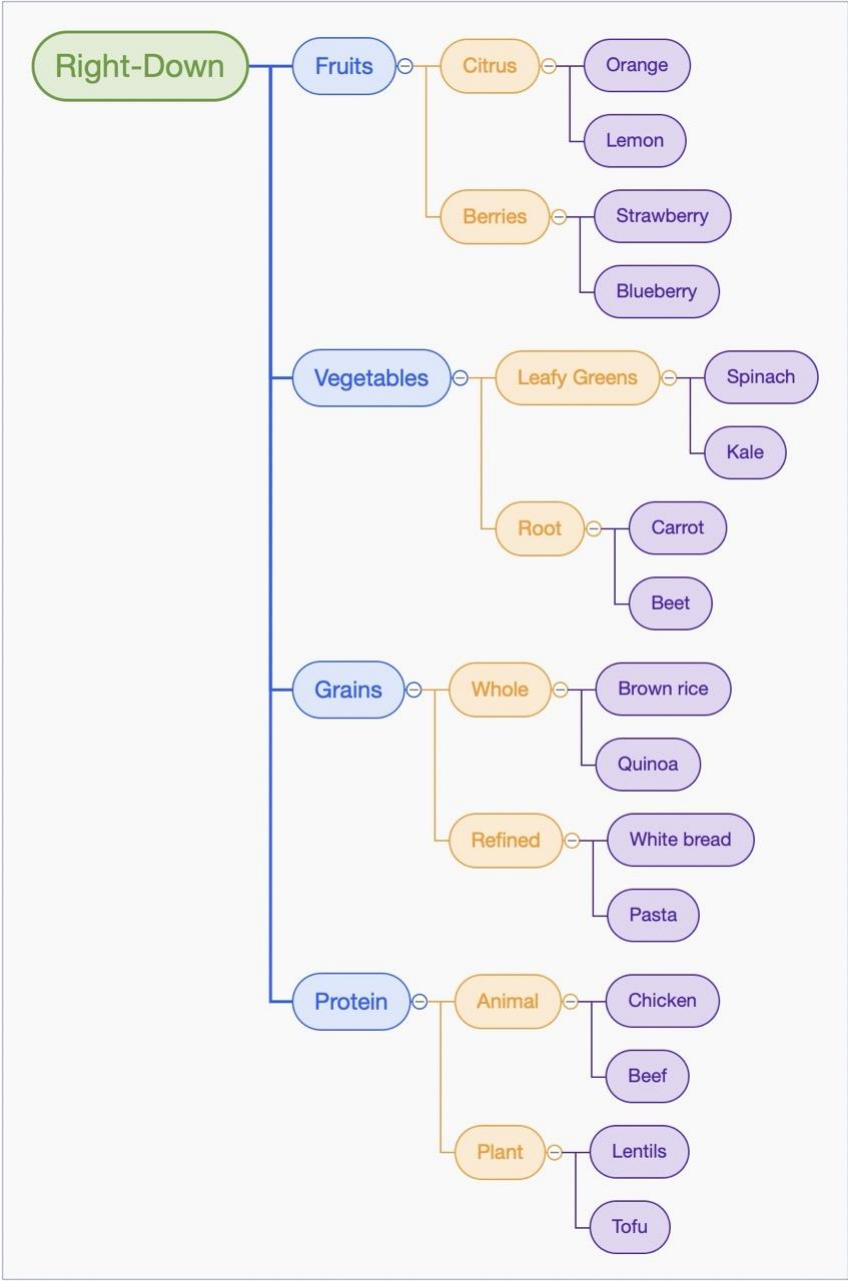 Right-Down
Fruits
Citrus
Orange
Lemon
Berries
Strawberry
Blueberry
Vegetables
Leafy Greens
Spinach
Kale
Root
Carrot
Beet
Grains
Whole
Brown rice
Quinoa
Refined
White bread
Pasta
Protein
Animal
Chicken
Beef
Plant
Lentils
Tofu